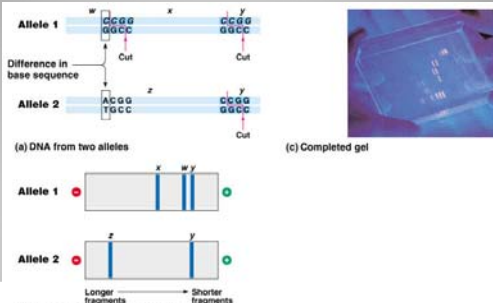 w x y
Allele 1 CCGG CCGG
GGCC GGCC
Cut Cut
Difference in
base sequence
z y
Allele 2 ACGG CCGG
TGCC GGCC
Cut
(a) DNA from two alleles (c) Completed gel
x w y
Allele 1 − +
z y
Allele 2 − +
Longer Shorter
fragments fragments